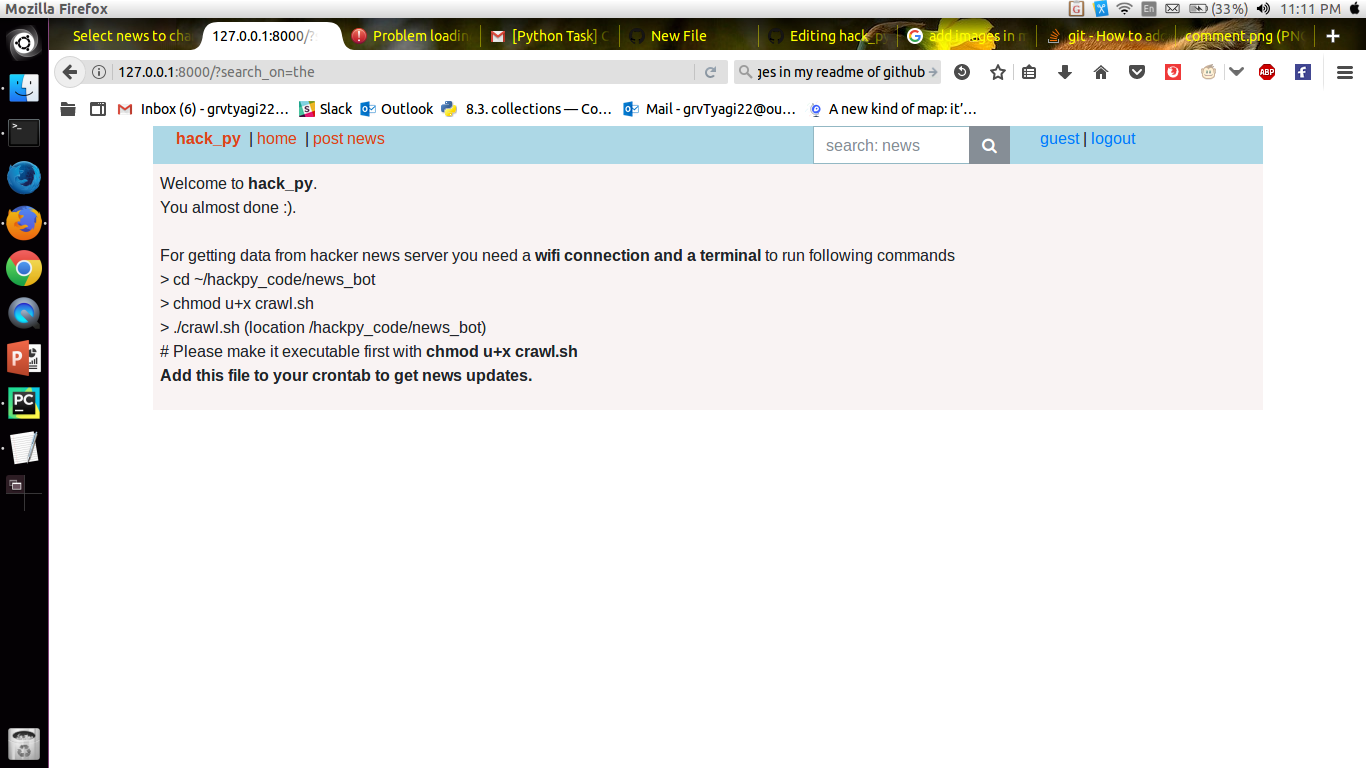 Mozilla Firefox
En (33%) 11:11 PM
Select news to cha 127.0.0.1:8000/? Problem loadin [Python Task] New File Editing hack_p add images in m git - How to add comment.png (PN
127.0.0.1:8000/?search_on=the ges in my readme of github ABP
Inbox (6) - grvtyagi22… Slack Outlook 8.3. collections — Co… Mail - grvTyagi22@ou… A new kind of map: it’…
hack_py | home | post news search: news guest | logout
Welcome to hack_py.
You almost done :).
For getting data from hacker news server you need a wifi connection and a terminal to run following commands
> cd ~/hackpy_code/news_bot
> chmod u+x crawl.sh
> ./crawl.sh (location /hackpy_code/news_bot)
# Please make it executable first with chmod u+x crawl.sh
Add this file to your crontab to get news updates.